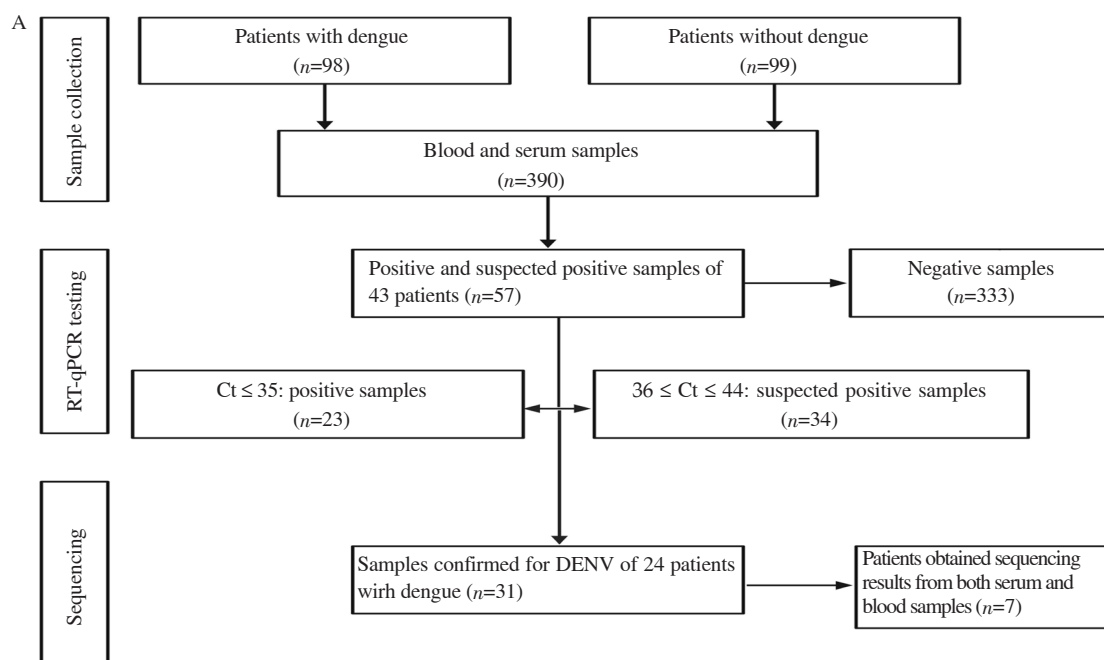 A
Sample collection
Patients with dengue
(n=98)
Patients without dengue
(n=99)
Blood and serum samples
(n=390)
RT-qPCR testing
Positive and suspected positive samples of
43 patients (n=57)
Negative samples
(n=333)
Ct ≤ 35: positive samples
(n=23)
36 ≤ Ct ≤ 44: suspected positive samples
(n=34)
Sequencing
Samples confirmed for DENV of 24 patients
wirh dengue (n=31)
Patients obtained sequencing
results from both serum and
blood samples (n=7)